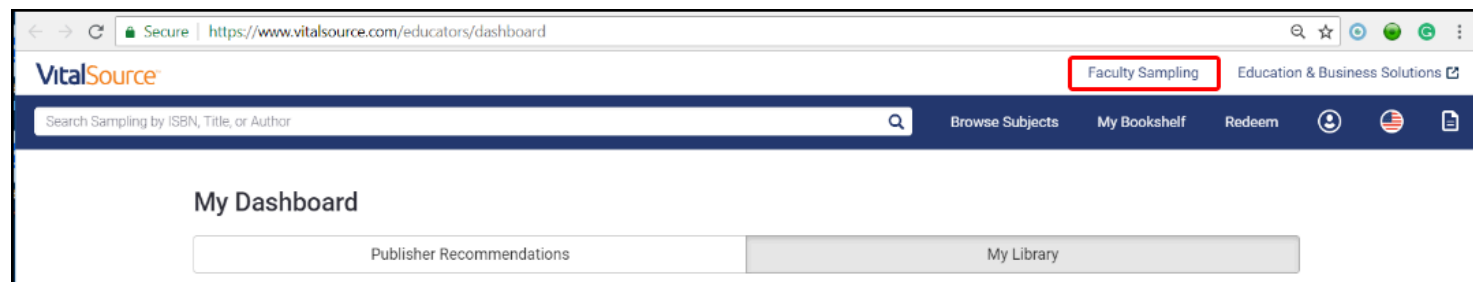 Secure | https://www.vitalsource.com/educators/dashboard
VitalSource™ Faculty Sampling Education & Business Solutions
Search Sampling by ISBN, Title, or Author Browse Subjects My Bookshelf Redeem
My Dashboard
Publisher Recommendations My Library